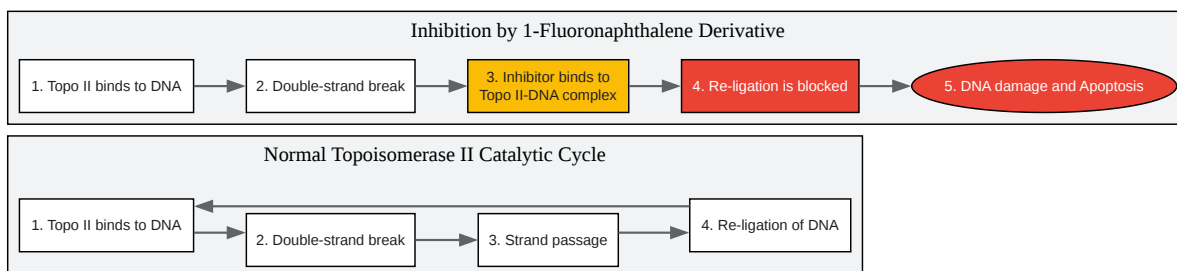 Inhibition by 1-Fluoronaphthalene Derivative
1. Topo II binds to DNA
2. Double-strand break
3. Inhibitor binds to
Topo II-DNA complex
4. Re-ligation is blocked
5. DNA damage and Apoptosis
Normal Topoisomerase II Catalytic Cycle
1. Topo II binds to DNA
2. Double-strand break
3. Strand passage
4. Re-ligation of DNA